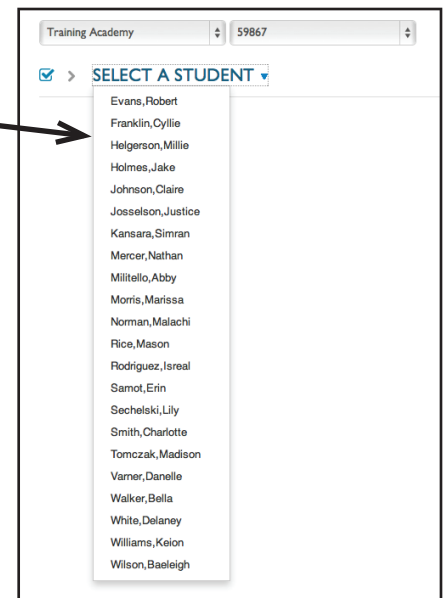 Training Academy 59867
SELECT A STUDENT
Evans,Robert
Franklin,Cyllie
Helgerson,Millie
Holmes,Jake
Johnson,Claire
Josselson,Justice
Kansara,Simran
Mercer,Nathan
Militello,Abby
Morris,Marissa
Norman,Malachi
Rice,Mason
Rodriguez,Isreal
Samot,Erin
Sechelski,Lily
Smith,Charlotte
Tomczak,Madison
Varner,Danelle
Walker,Bella
White,Delaney
Williams,Keion
Wilson,Baeleigh